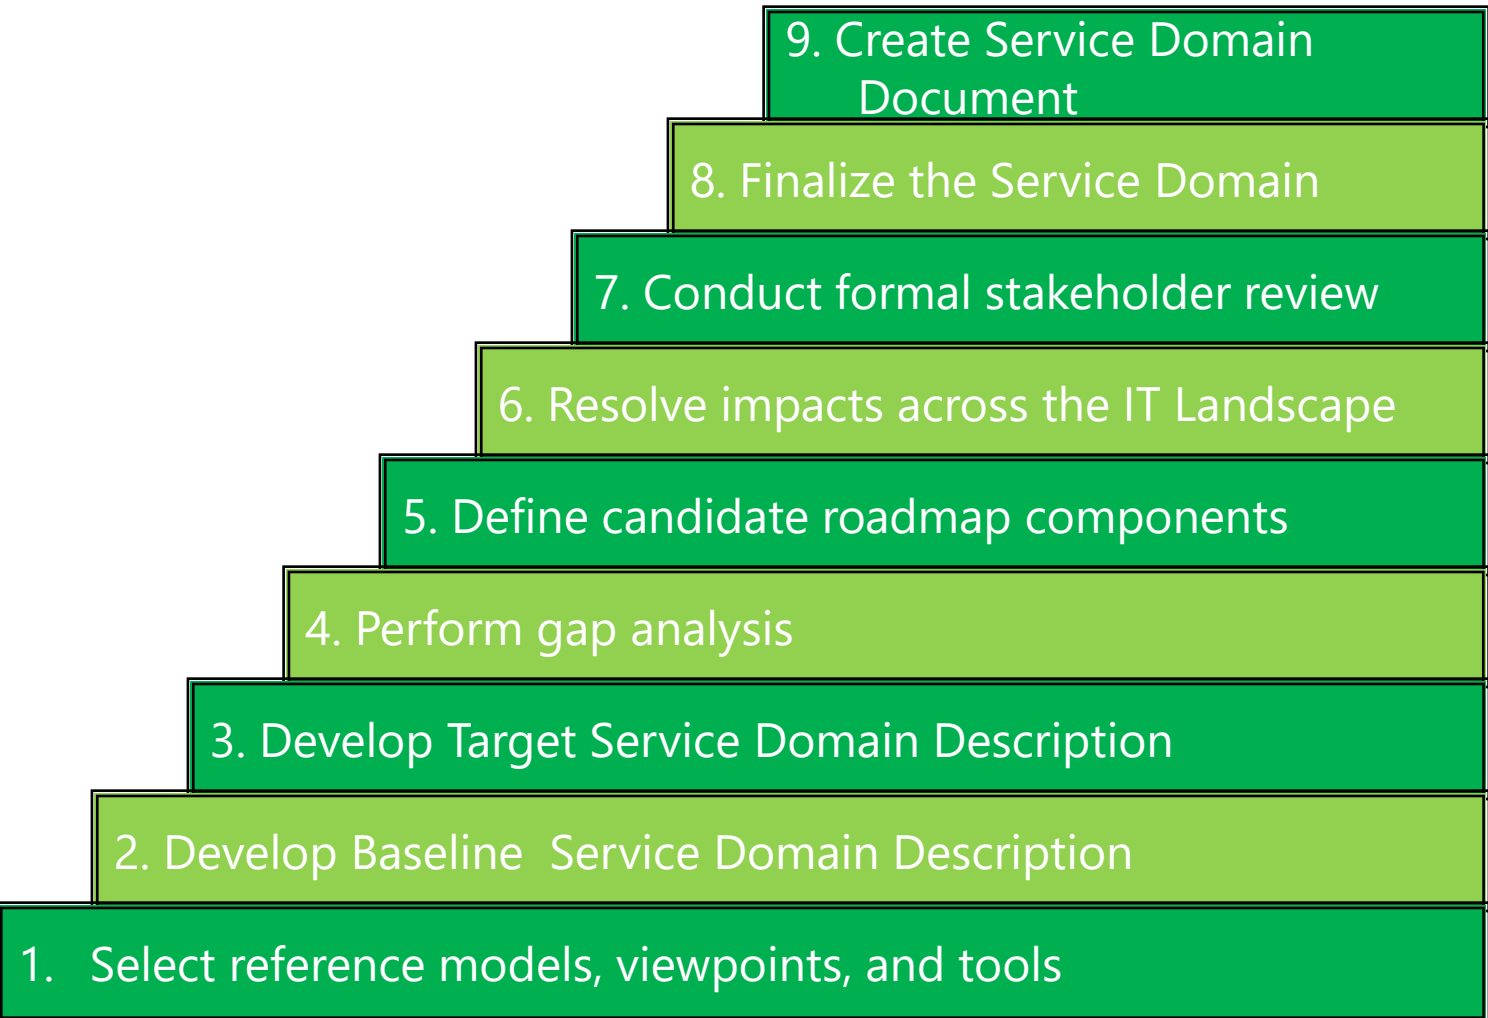 9. Create Service Domain
Document
8. Finalize the Service Domain
7. Conduct formal stakeholder review
6. Resolve impacts across the IT Landscape
5. Define candidate roadmap components
4. Perform gap analysis
3. Develop Target Service Domain Description
2. Develop Baseline  Service Domain Description
1. Select reference models, viewpoints, and tools